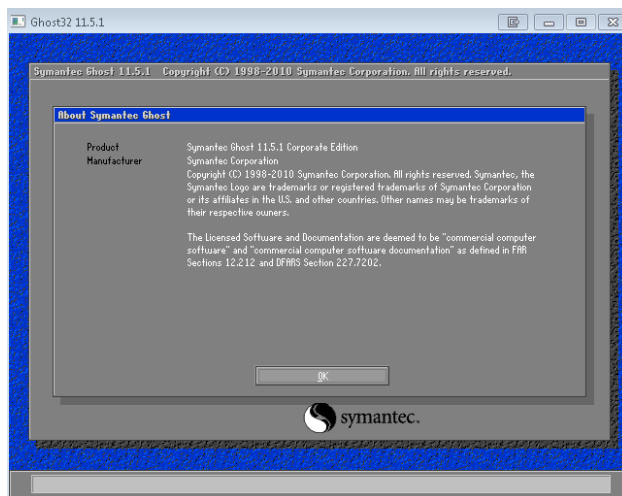 Ghost32 11.5.1
Symantec Ghost 11.5.1 Copyright (C) 1998-2010 Symantec Corporation. All rights reserved.
About Symantec Ghost
Product Symantec Ghost 11.5.1 Corporate Edition
Manufacturer Symantec Corporation
Copyright (C) 1998-2010 Symantec Corporation. All rights reserved. Symantec, the
Symantec Logo are trademarks or registered trademarks of Symantec Corporation
or its affiliates in the U.S. and other countries. Other names may be trademarks of
their respective owners.
The Licensed Software and Documentation are deemed to be "commercial computer
software" and "commercial computer software documentation" as defined in FAR
Sections 12.212 and DFARS Section 227.7202.
OK
symantec.